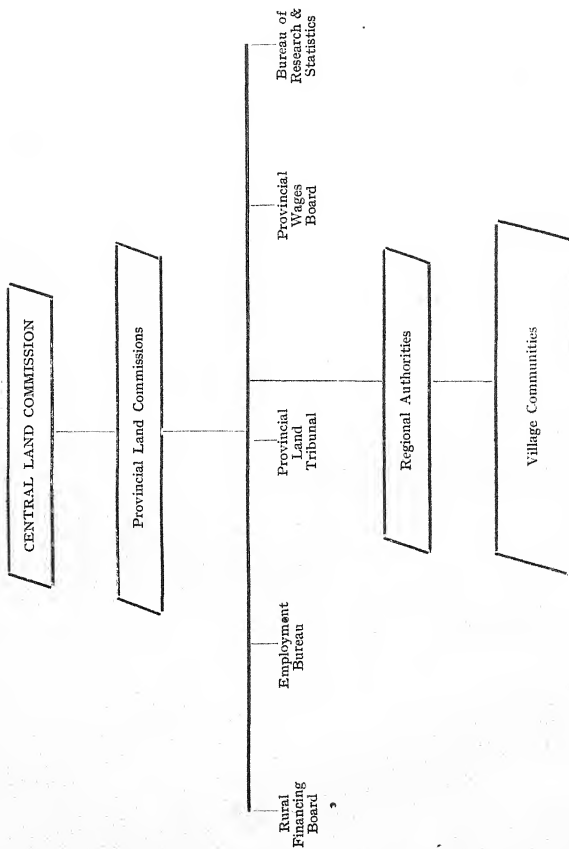 CENTRAL LAND COMMISSION
Provincial Land Commissions
Rural
Financing
Board
Employment
Bureau
Provincial
Land
Tribunal
Provincial
Wages
Board
Bureau of
Research &
Statistics
Regional Authorities
Village Communities